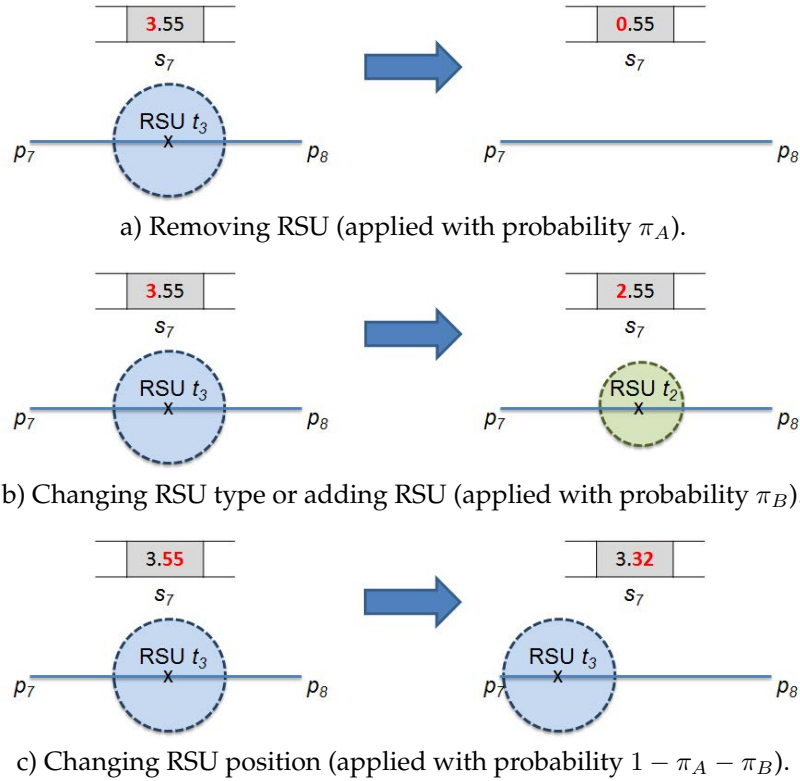 3.55 0.55
s7 s7
RSU t3
p7 p8 p7 p8
a) Removing RSU (applied with probability πA).
3.55 2.55
s7 s7
RSU t3 RSU t2
p7 x p8 p7 x p8
b) Changing RSU type or adding RSU (applied with probability πB).
3.55 3.32
s7 s7
RSU t3 RSU t3
p7 x p8 p7 x p8
c) Changing RSU position (applied with probability 1 − πA − πB).